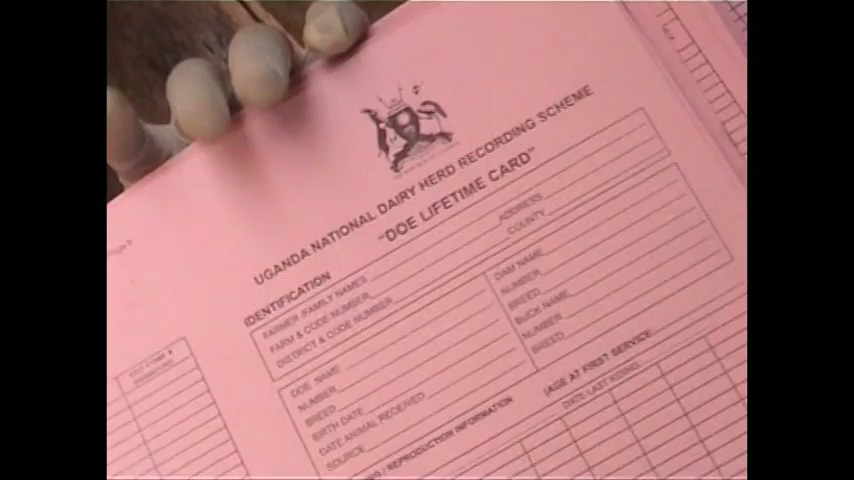 UGANDA NATIONAL DAIRY HERD RECORDING SCHEME
"DOE LIFETIME CARD"
IDENTIFICATION
FARMER /FAMILY NAMES
ADDRESS
FARM & CODE NUMBER
COUNTY
DISTRICT & CODE NUMBER
DOE NAME
NUMBER
BREED
BIRTH DATE
DATE ANIMAL RECEIVED
SOURCE
DAM NAME
NUMBER
BREED
BUCK NAME
NUMBER
BREED
/ REPRODUCTION INFORMATION
(AGE AT FIRST SERVICE
DATE LAST KIDING